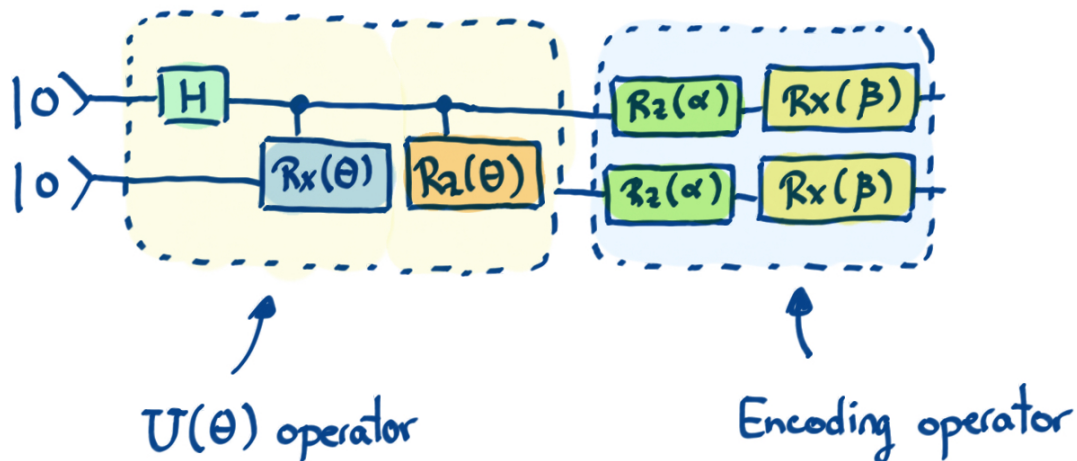 |0⟩ H Rz(α) Rx(β)
|0⟩ Rx(θ) Rz(θ) Rz(α) Rx(β)
U(θ) operator
Encoding operator